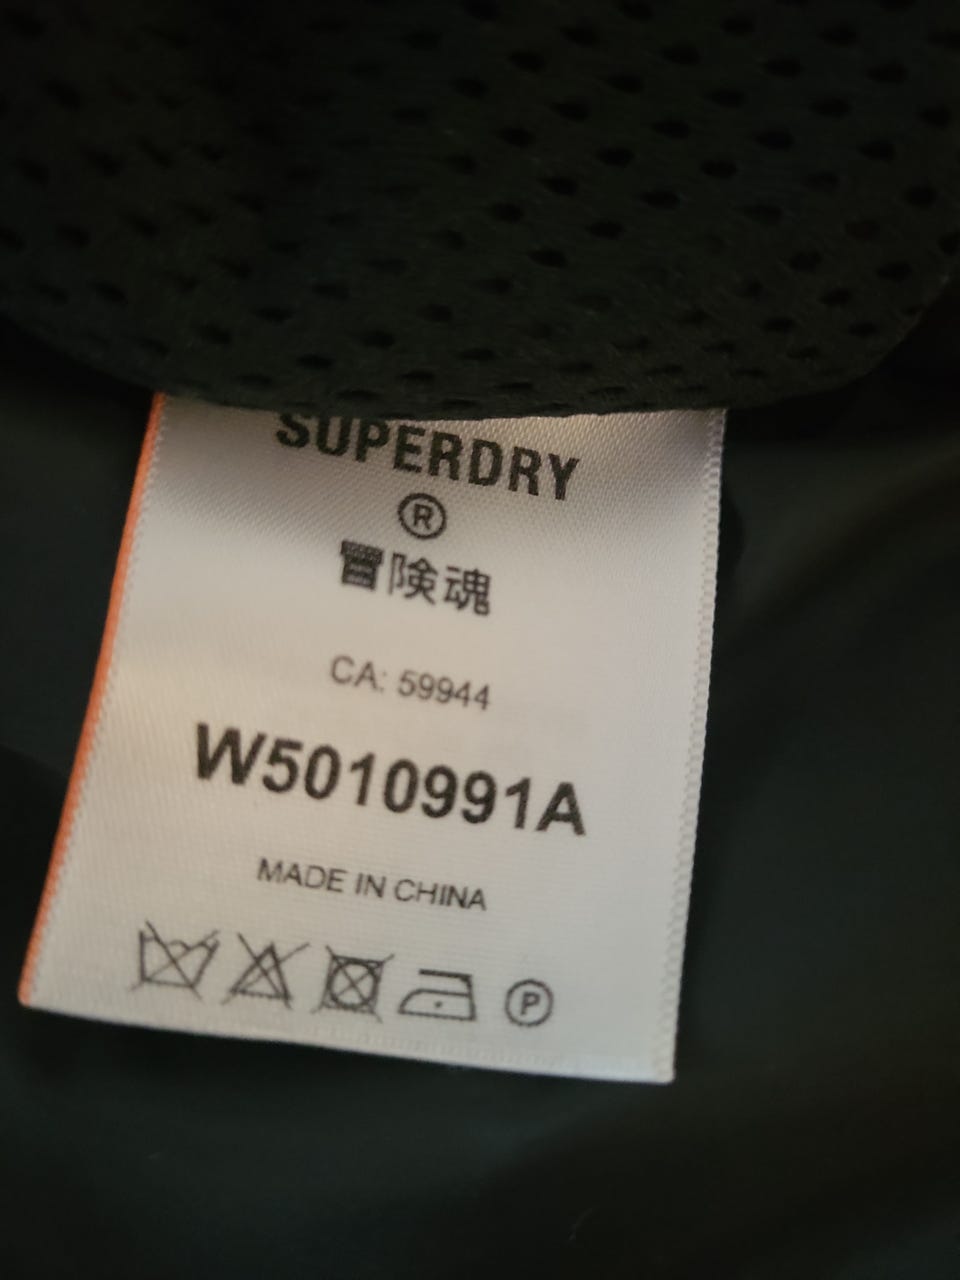 SUPERDRY
®
冒険魂
CA: 59944
W5010991A
MADE IN CHINA
P